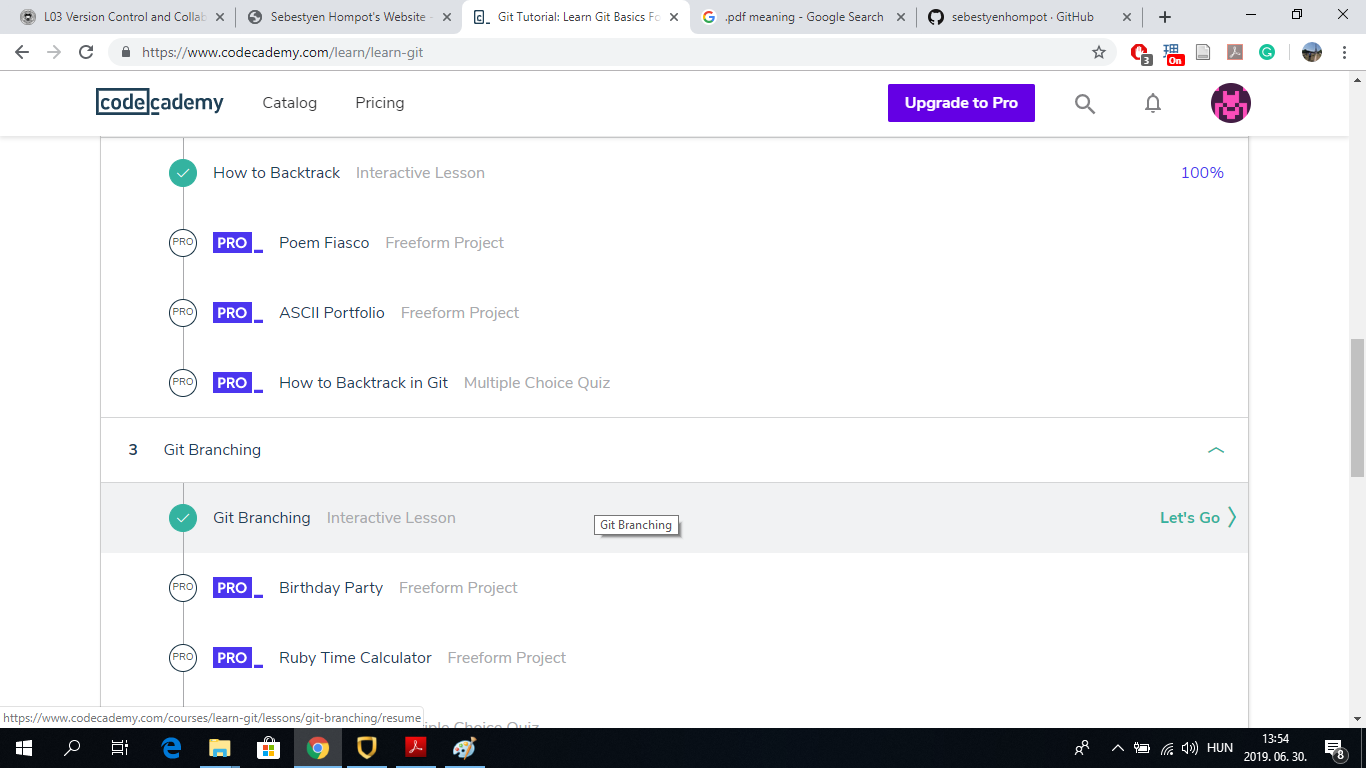 L03 Version Control and Collab
Sebestyen Hompot's Website -
Git Tutorial: Learn Git Basics Fo
.pdf meaning - Google Search
sebestyenhompot · GitHub
https://www.codecademy.com/learn/learn-git
3
On
codecademy
Catalog
Pricing
Upgrade to Pro
How to Backtrack Interactive Lesson 100%
PRO PRO Poem Fiasco Freeform Project
PRO PRO ASCII Portfolio Freeform Project
PRO PRO How to Backtrack in Git Multiple Choice Quiz
3 Git Branching
Git Branching Interactive Lesson Let's Go
Git Branching
PRO PRO Birthday Party Freeform Project
PRO PRO Ruby Time Calculator Freeform Project
Choice Quiz
https://www.codecademy.com/courses/learn-git/lessons/git-branching/resume
HUN
13:54
2019. 06. 30.
8